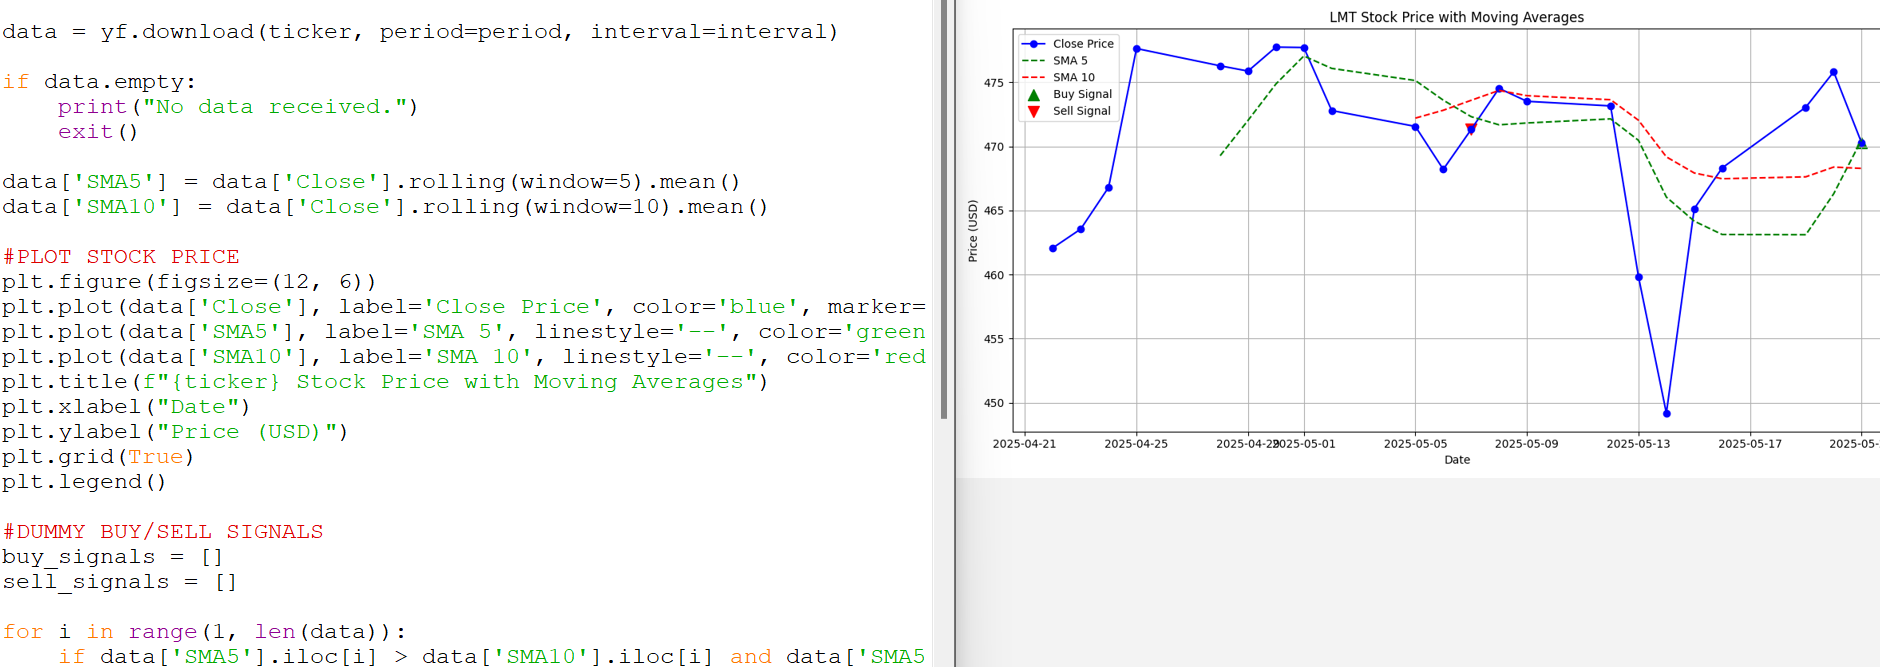 data = yf.download(ticker, period=period, interval=interval)
if data.empty:
    print("No data received.")
    exit()
data['SMA5'] = data['Close'].rolling(window=5).mean()
data['SMA10'] = data['Close'].rolling(window=10).mean()
#PLOT STOCK PRICE
plt.figure(figsize=(12, 6))
plt.plot(data['Close'], label='Close Price', color='blue', marker=
plt.plot(data['SMA5'], label='SMA 5', linestyle='--', color='green
plt.plot(data['SMA10'], label='SMA 10', linestyle='--', color='red
plt.title(f"{ticker} Stock Price with Moving Averages")
plt.xlabel("Date")
plt.ylabel("Price (USD)")
plt.grid(True)
plt.legend()
#DUMMY BUY/SELL SIGNALS
buy_signals = []
sell_signals = []
for i in range(1, len(data)):
    if data['SMA5'].iloc[i] > data['SMA10'].iloc[i] and data['SMA5
LMT Stock Price with Moving Averages
Close Price
SMA 5
SMA 10
Buy Signal
Sell Signal
Price (USD)
475
470
465
460
455
450
2025-04-21
2025-04-25
2025-04-29
2025-05-01
2025-05-05
2025-05-09
2025-05-13
2025-05-17
2025-05-
Date